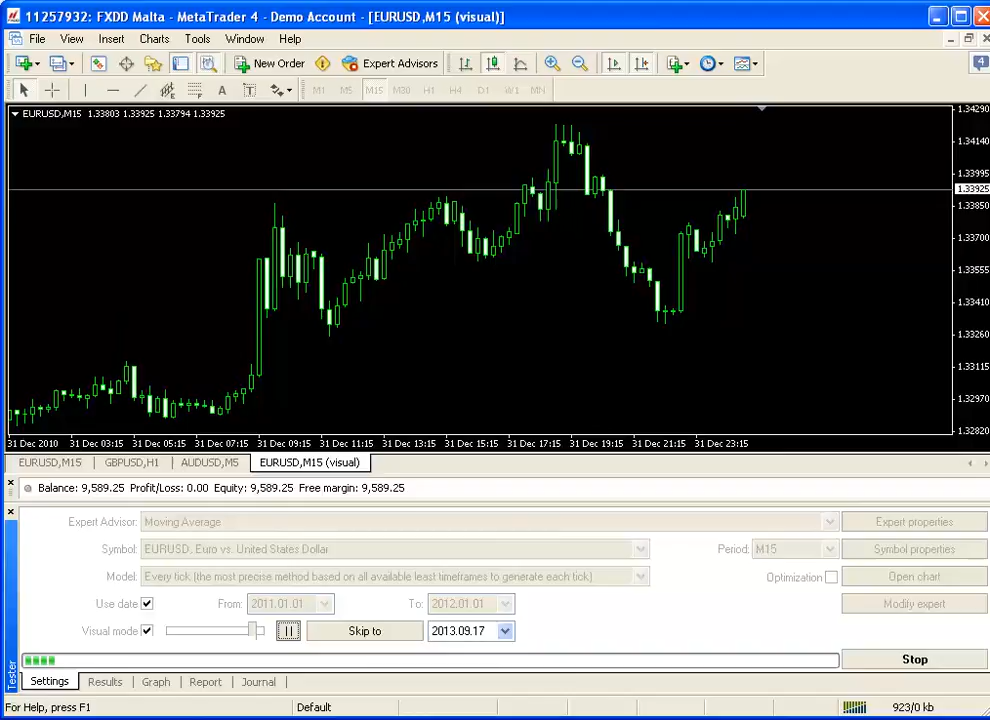 11257932: FXDD Malta - MetaTrader 4 - Demo Account - [EURUSD,M15 (visual)]
File View Insert Charts Tools Window Help
New Order Expert Advisors 4
A T M1 M5 M15 M30 H1 H4 D1 W1 MN
EURUSD,M15 1.33803 1.33925 1.33794 1.33925
1.34290
1.34140
1.33995
1.33925
1.33850
1.33700
1.33555
1.33410
1.33260
1.33115
1.32970
1.32820
31 Dec 2010 31 Dec 03:15 31 Dec 05:15 31 Dec 07:15 31 Dec 09:15 31 Dec 11:15 31 Dec 13:15 31 Dec 15:15 31 Dec 17:15 31 Dec 19:15 31 Dec 21:15 31 Dec 23:15
EURUSD,M15 GBPUSD,H1 AUDUSD,M5 EURUSD,M15 (visual)
Balance: 9,589.25 Profit/Loss: 0.00 Equity: 9,589.25 Free margin: 9,589.25
Expert Advisor: Moving Average Expert properties
Symbol: EURUSD, Euro vs. United States Dollar Period: M15 Symbol properties
Model: Every tick (the most precise method based on all available least timeframes to generate each tick) Optimization Open chart
Use date From: 2011.01.01 To: 2012.01.01 Modify expert
Visual mode Skip to 2013.09.17
Stop
Tester
Settings Results Graph Report Journal
For Help, press F1 Default 923/0 kb